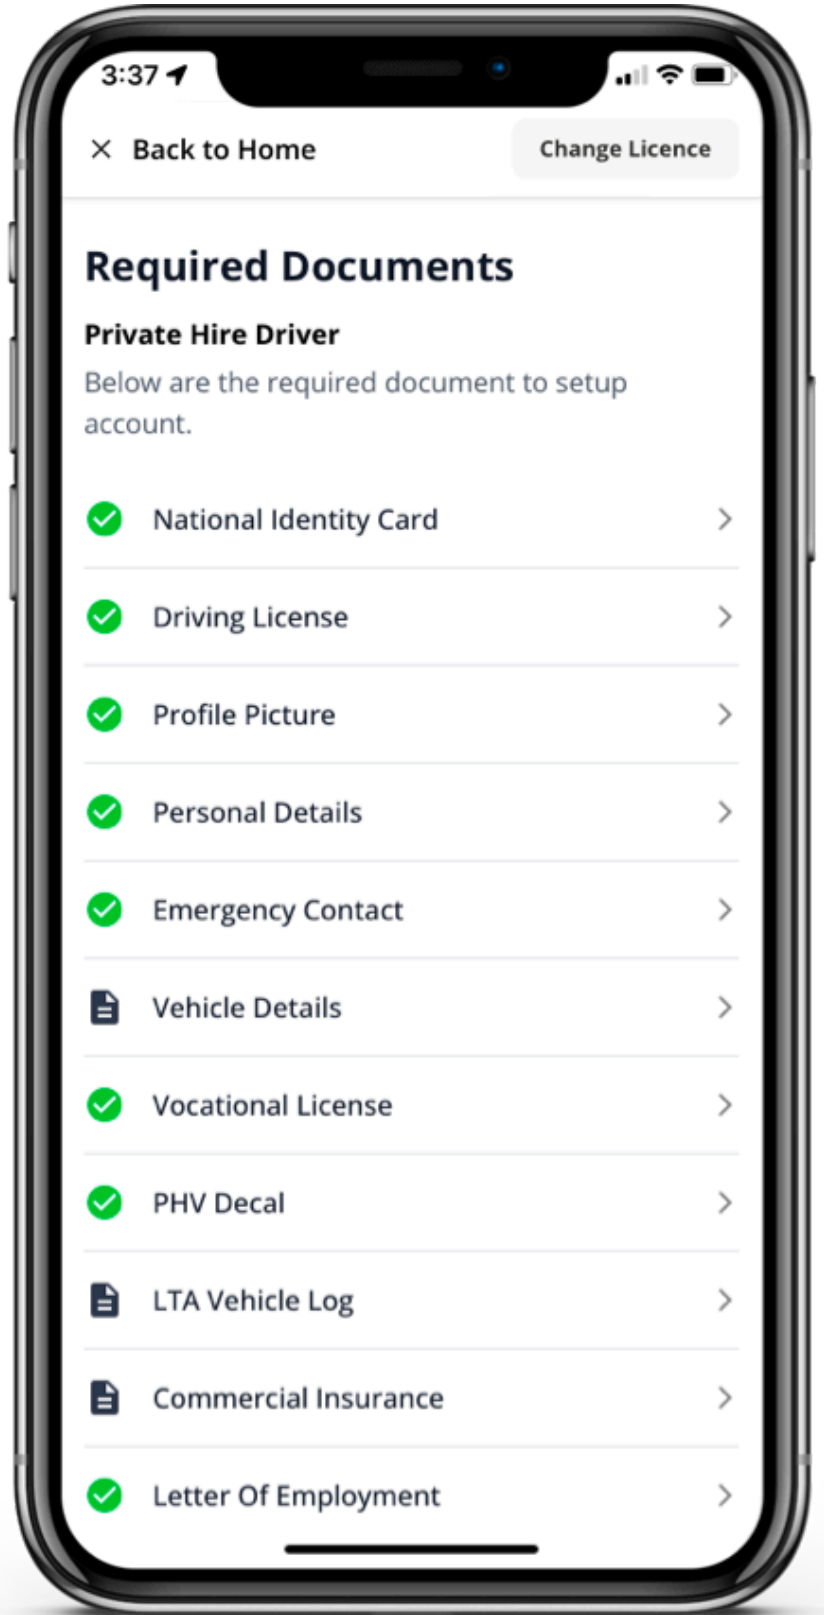 3:37
Back to Home
Change Licence
Required Documents
Private Hire Driver
Below are the required document to setup
account.
National Identity Card
Driving License
Profile Picture
Personal Details
Emergency Contact
Vehicle Details
Vocational License
PHV Decal
LTA Vehicle Log
Commercial Insurance
Letter Of Employment